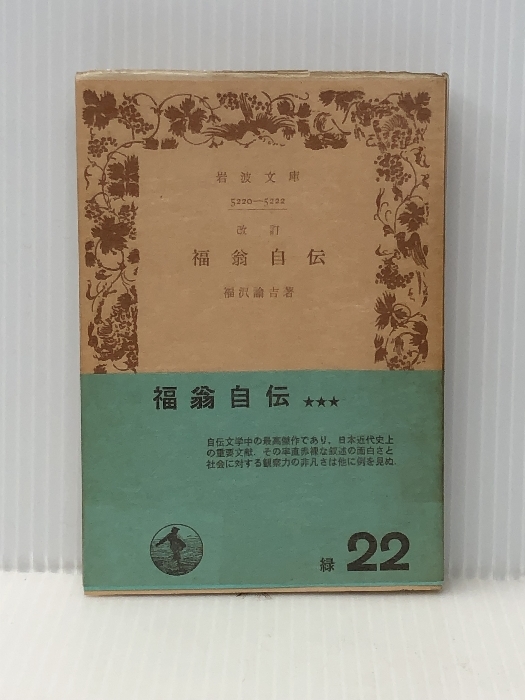 岩波文庫
5220—5222
改訂
福翁自伝
福沢諭吉著
福翁自伝 ★★★
自伝文学中の最高傑作であり、日本近代史上
の重要文献．その率直赤裸な叙述の面白さと
社会に対する観察力の非凡さは他に例を見ぬ．
緑 22